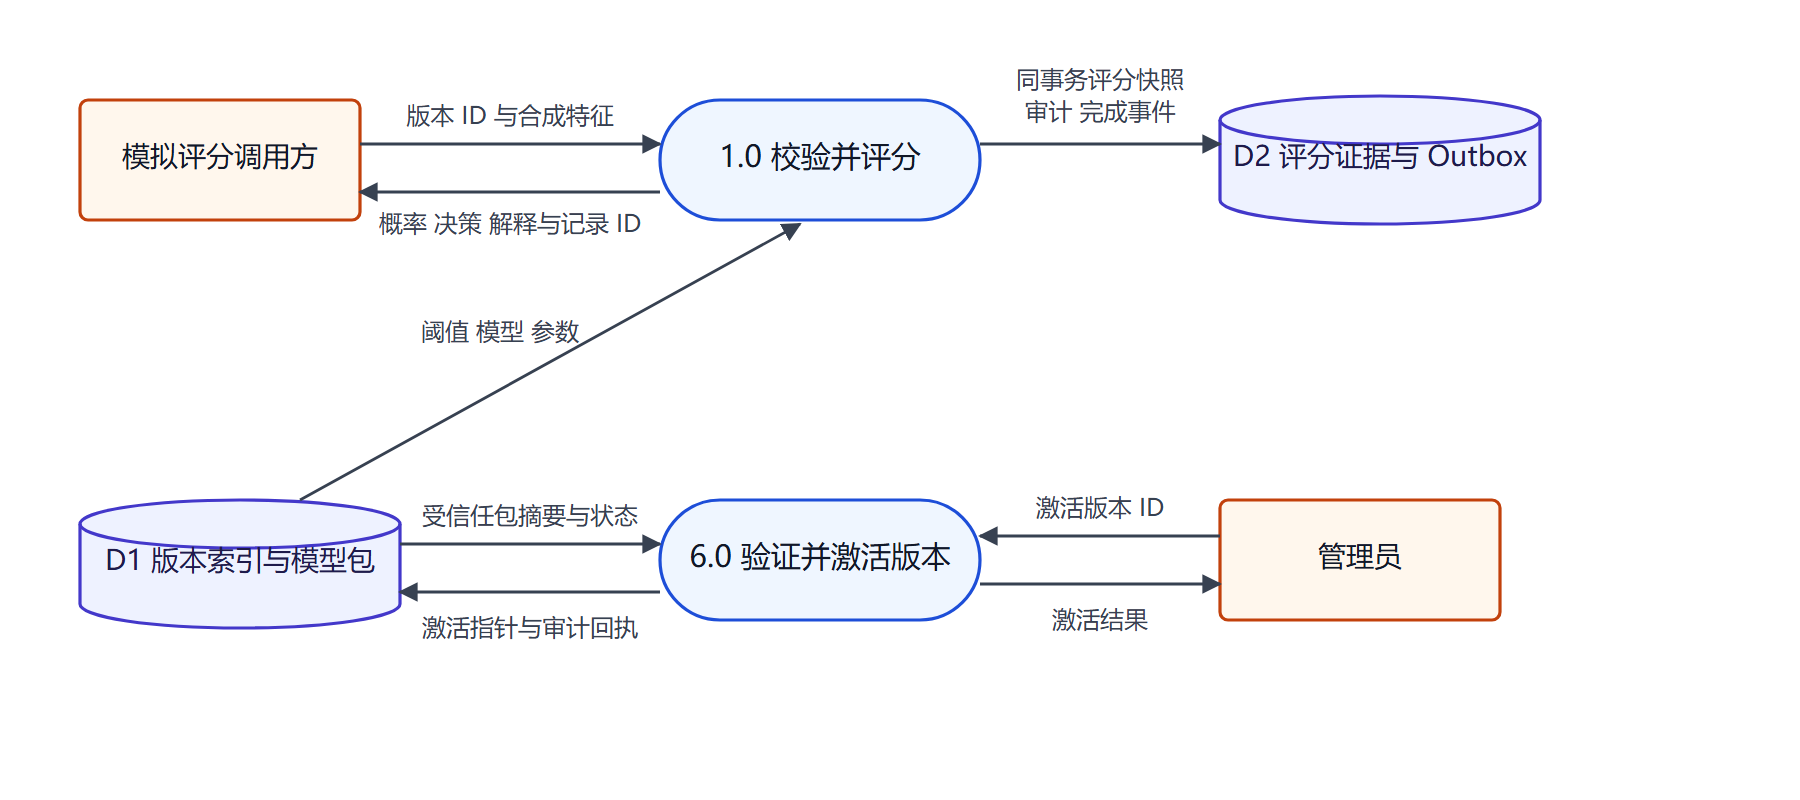 同事务评分快照
审计 完成事件
版本 ID 与合成特征
模拟评分调用方
1.0 校验并评分
D2 评分证据与 Outbox
概率 决策 解释与记录 ID
阈值 模型 参数
受信任包摘要与状态
激活版本 ID
D1 版本索引与模型包
6.0 验证并激活版本
管理员
激活指针与审计回执
激活结果